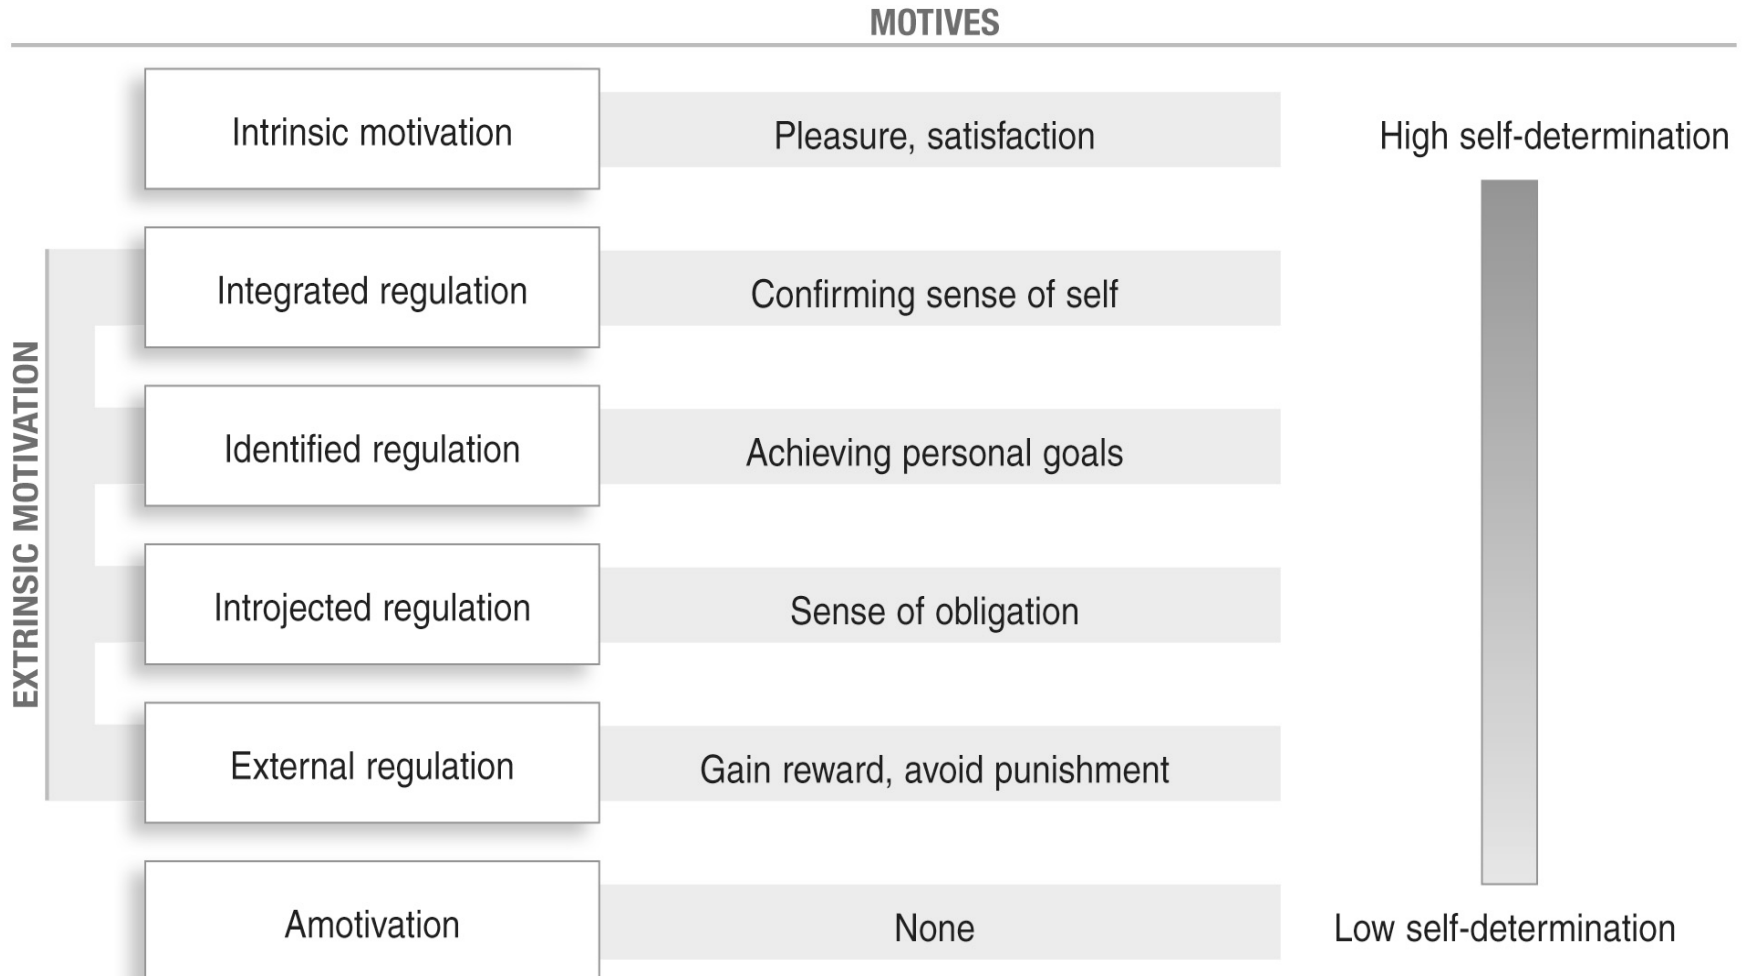 MOTIVES
Intrinsic motivation
Pleasure, satisfaction
High self-determination
EXTRINSIC MOTIVATION
Integrated regulation
Confirming sense of self
Identified regulation
Achieving personal goals
Introjected regulation
Sense of obligation
External regulation
Gain reward, avoid punishment
Amotivation
None
Low self-determination